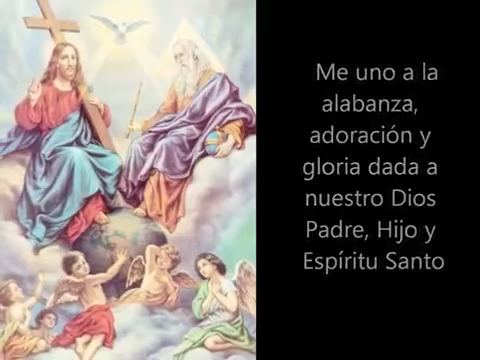 Me uno a la
alabanza,
adoración y
gloria dada a
nuestro Dios
Padre, Hijo y
Espíritu Santo